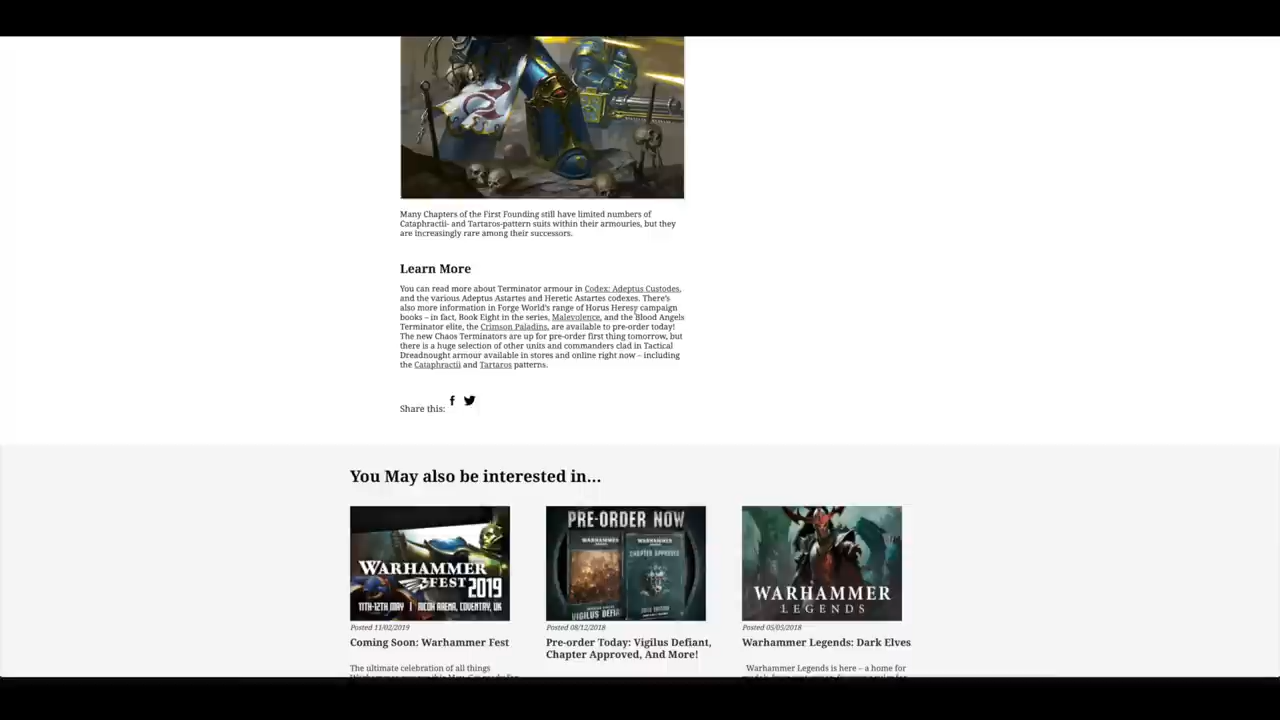 Many Chapters of the First Founding still have limited numbers of
Cataphractii- and Tartaros-pattern suits within their armouries, but they
are increasingly rare among their successors.
Learn More
You can read more about Terminator armour in Codex: Adeptus Custodes,
and the various Adeptus Astartes and Heretic Astartes codexes. There's
also more information in Forge World's range of Horus Heresy campaign
books – in fact, Book Eight in the series, Malevolence, and the Blood Angels
Terminator elite, the Crimson Paladins, are available to pre-order today!
The new Chaos Terminators are up for pre-order first thing tomorrow, but
there is a huge selection of other units and commanders clad in Tactical
Dreadnought armour available in stores and online right now – including
the Cataphractii and Tartaros patterns.
Share this:
You May also be interested in...
WARHAMMER
FEST 2019
11TH-12TH MAY | RICOH ARENA, COVENTRY, UK
PRE-ORDER NOW
WARHAMMER
WARHAMMER
CHAPTER APPROVED
VIGILUS DEFIA
WARHAMMER
LEGENDS
Posted 11/02/2019
Posted 08/12/2018
Posted 05/05/2018
Coming Soon: Warhammer Fest
Pre-order Today: Vigilus Defiant,
Chapter Approved, And More!
Warhammer Legends: Dark Elves
The ultimate celebration of all things
Warhammer Legends is here – a home for